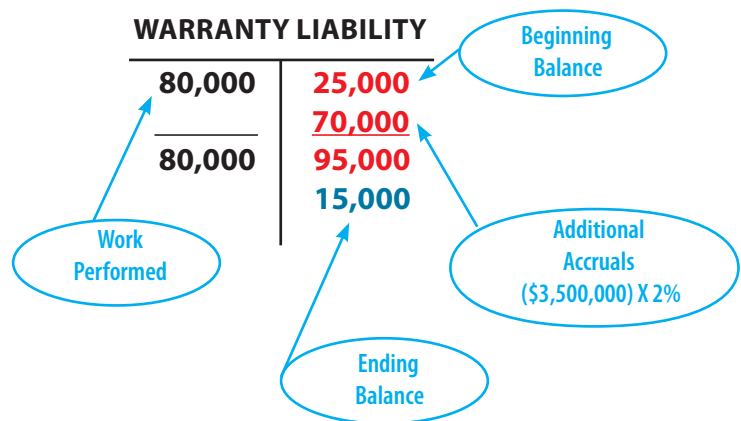 WARRANTY LIABILITY
Beginning
Balance
80,000 25,000
70,000
80,000 95,000
15,000
Work
Performed
Additional
Accruals
($3,500,000) X 2%
Ending
Balance